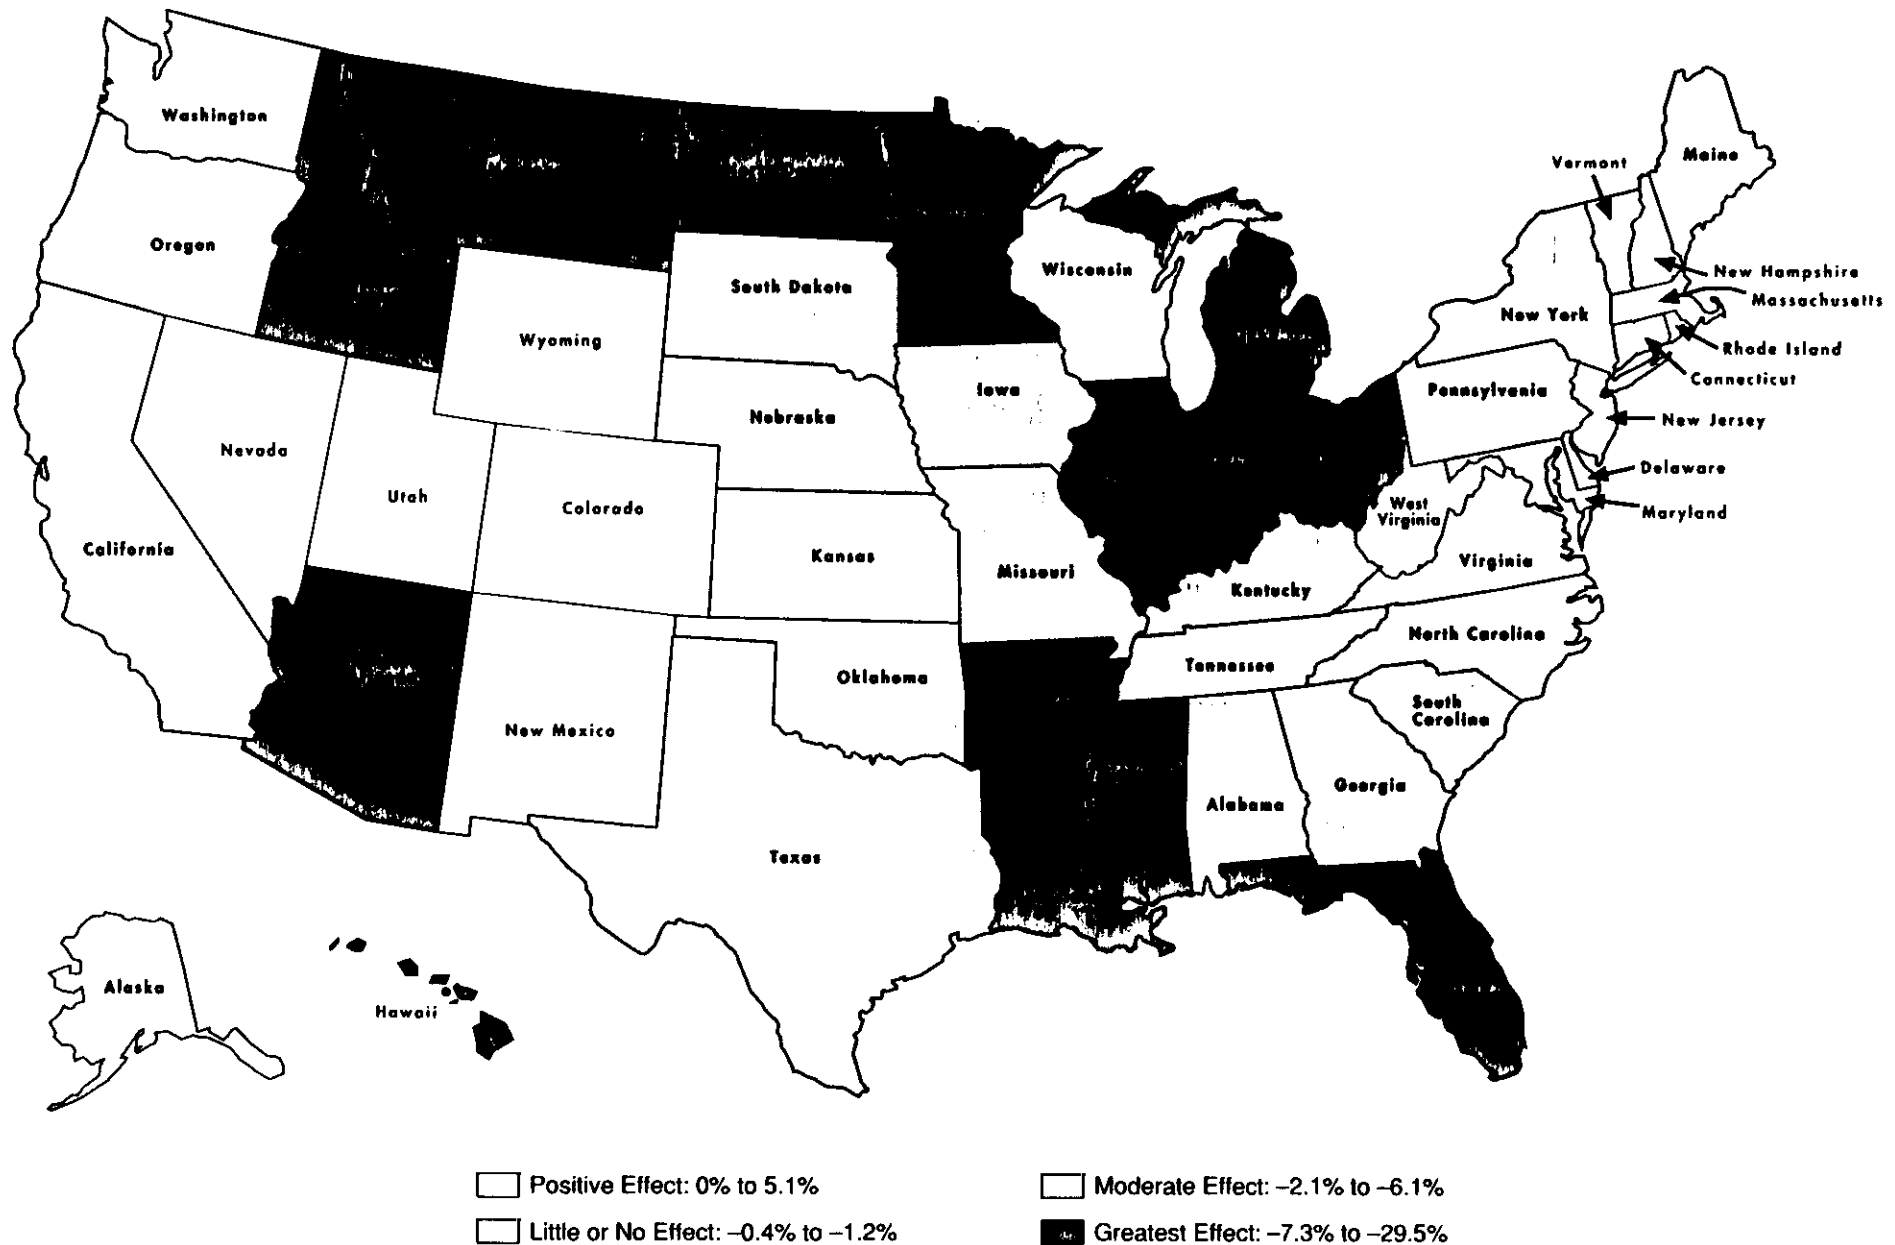 Washington
Maine
Vermont
Oregon
Wisconsin
New Hampshire
South Dakota
Massachusetts
New York
Wyoming
Rhode Island
Connecticut
Iowa
Pennsylvania
Nebraska
New Jersey
Nevada
Delaware
Utah
Colorado
West
Virginia
Maryland
California
Kansas
Virginia
Missouri
Kentucky
North Carolina
Tennessee
Oklahoma
South
Carolina
New Mexico
Georgia
Alabama
Texas
Alaska
Hawaii
Positive Effect: 0% to 5.1%
Moderate Effect: –2.1% to –6.1%
Little or No Effect: –0.4% to –1.2%
Greatest Effect: –7.3% to –29.5%